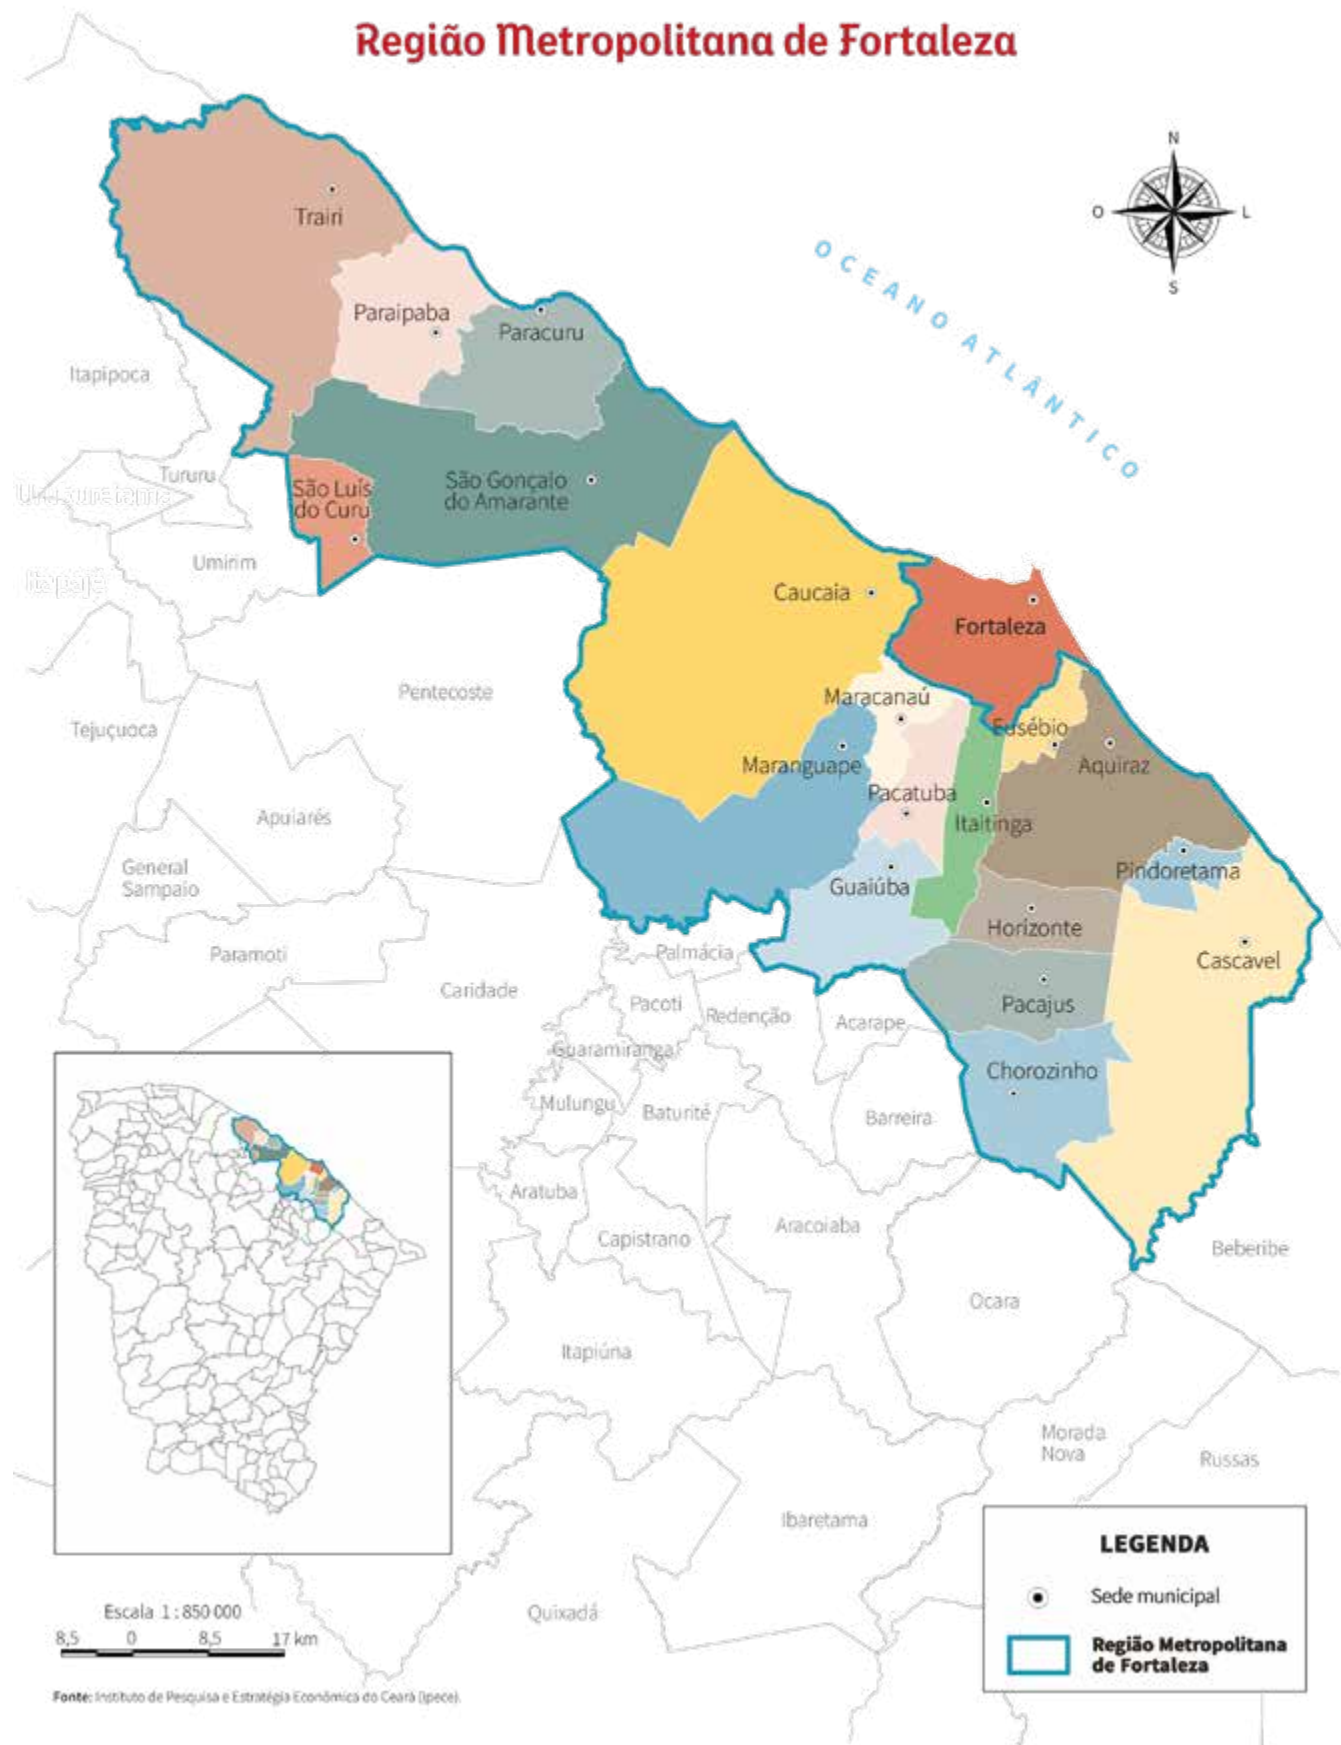 Região Metropolitana de Fortaleza
N
O
L
S
OCEANO ATLÂNTICO
Trairi
Paraipaba
Paracuru
Itapipoca
Tururu
São Luís
do Curu
São Gonçalo
do Amarante
Umirim
Caucaia
Fortaleza
Pentecoste
Maracanaú
Tejuçuoca
Eusébio
Maranguape
Aquiraz
Pacatuba
Apuiarés
Itaitinga
General
Sampaio
Pindoretama
Guaiúba
Horizonte
Paramoti
Palmácia
Cascavel
Caridade
Pacoti
Redenção
Acarape
Pacajus
Guaramiranga
Chorozinho
Mulungu
Baturité
Barreira
Aratuba
Capistrano
Aracoiaba
Beberibe
Ocara
Itapiúna
Morada
Nova
Russas
Ibaretama
Quixadá
LEGENDA
Sede municipal
Região Metropolitana
de Fortaleza
Escala 1 : 850 000
8,5 0 8,5 17 km
Fonte: Instituto de Pesquisa e Estratégia Econômica do Ceará (Ipece).